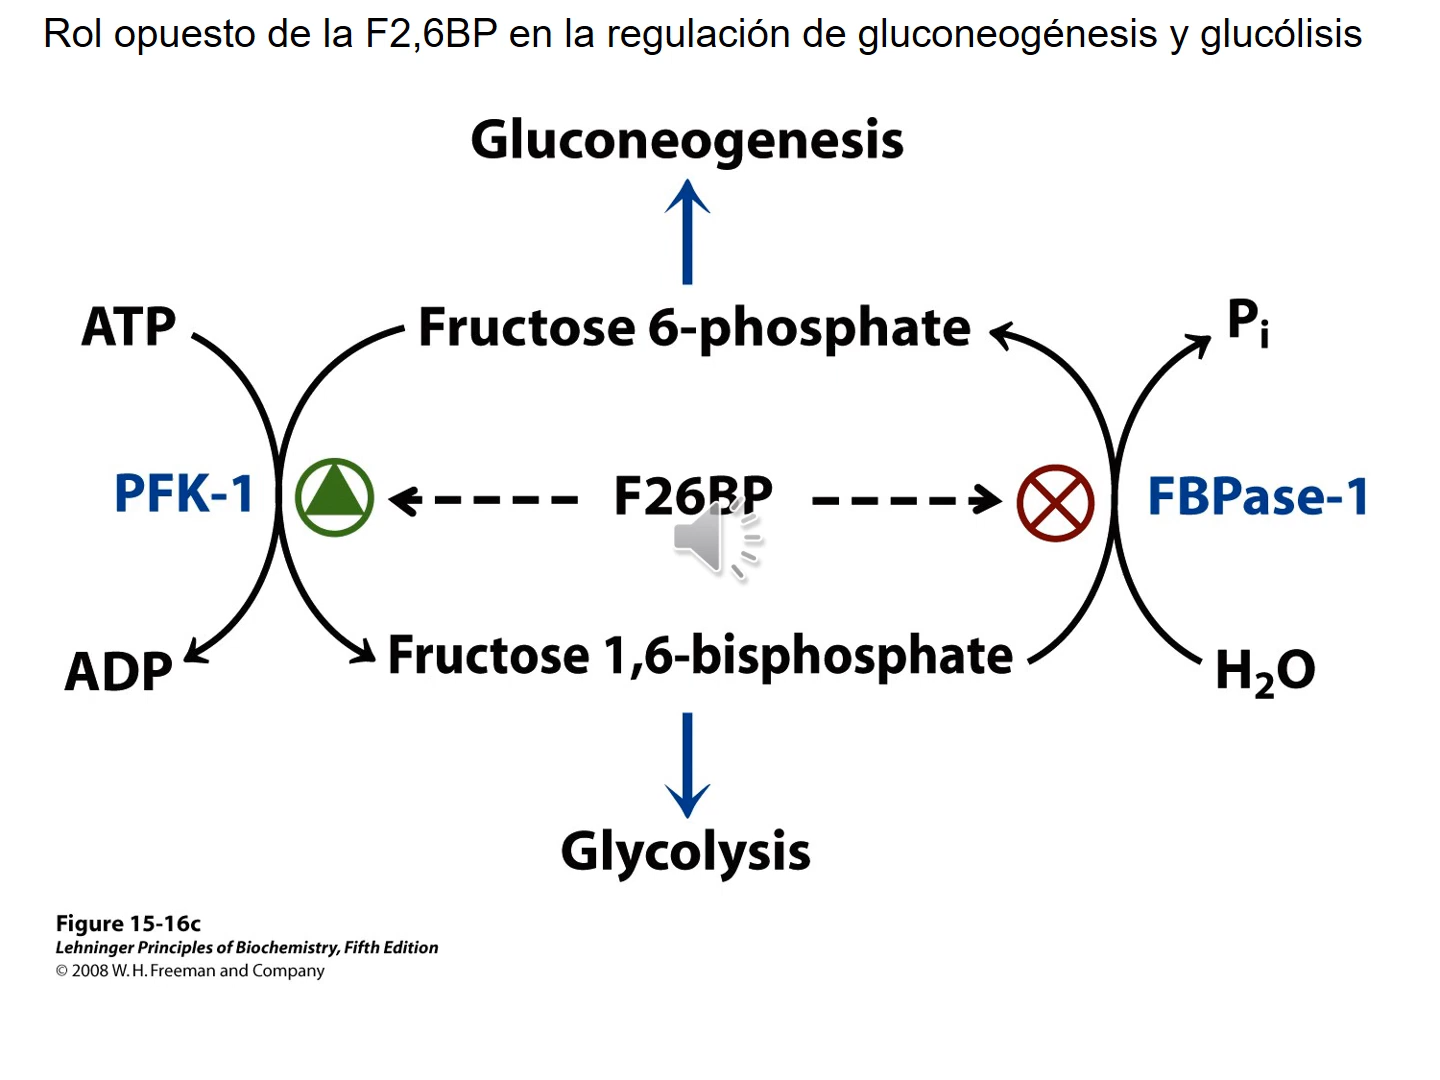 Rol opuesto de la F2,6BP en la regulación de gluconeogénesis y glucólisis
Gluconeogenesis
ATP
Fructose 6-phosphate
Pi
PFK-1
F26BP
FBPase-1
ADP
Fructose 1,6-bisphosphate
H2O
Glycolysis
Figure 15-16c
Lehninger Principles of Biochemistry, Fifth Edition
© 2008 W. H. Freeman and Company